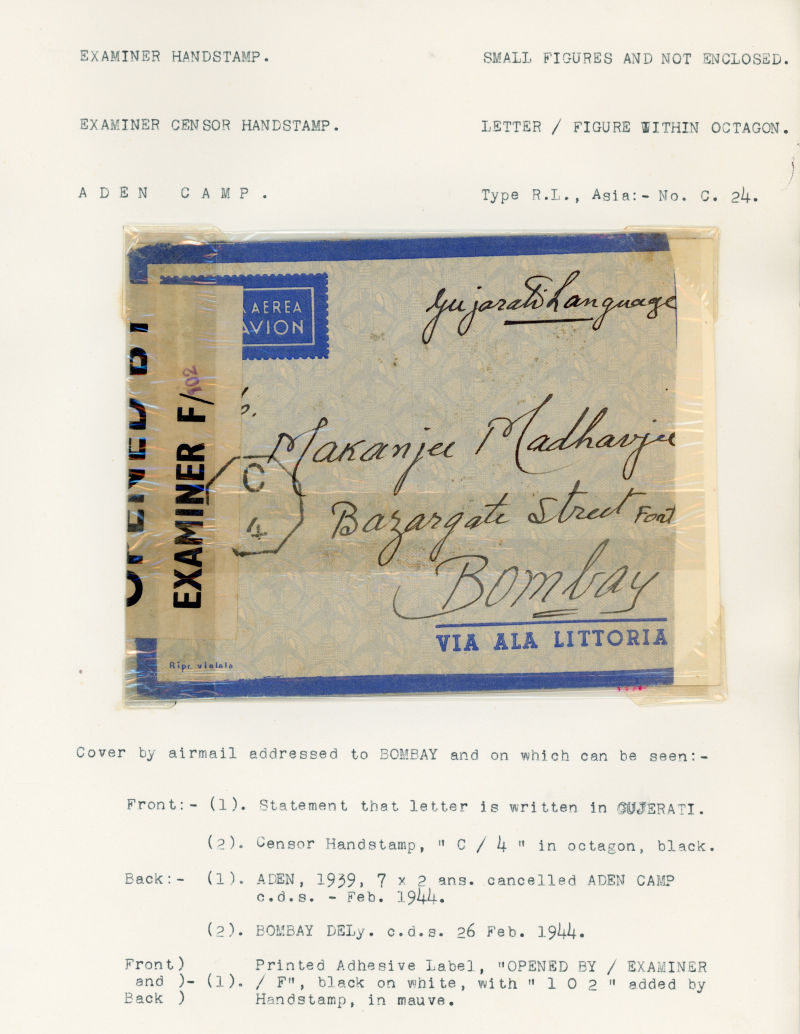 EXAMINER HANDSTAMP. SMALL FIGURES AND NOT ENCLOSED.
EXAMINER CENSOR HANDSTAMP. LETTER / FIGURE WITHIN OCTAGON.
A D E N C A M P . Type R.L., Asia:- No. C. 24.
AEREA
AVION
Gujarati Language
OPENED BY
EXAMINER F/102
C
4
Makanjee Madhavjee
Bazargate Street Fort
Bombay
VIA ALA LITTORIA
Ripr. vietata
Cover by airmail addressed to BOMBAY and on which can be seen:-
Front:- (1). Statement that letter is written in GUJERATI.
(2). Censor Handstamp, " C / 4 " in octagon, black.
Back:- (1). ADEN, 1939, 7 x 2 ans. cancelled ADEN CAMP
c.d.s. - Feb. 1944.
(2). BOMBAY DELy. c.d.s. 26 Feb. 1944.
Front) Printed Adhesive Label, "OPENED BY / EXAMINER
and )- (1). / F", black on white, with " 1 0 2 " added by
Back ) Handstamp, in mauve.